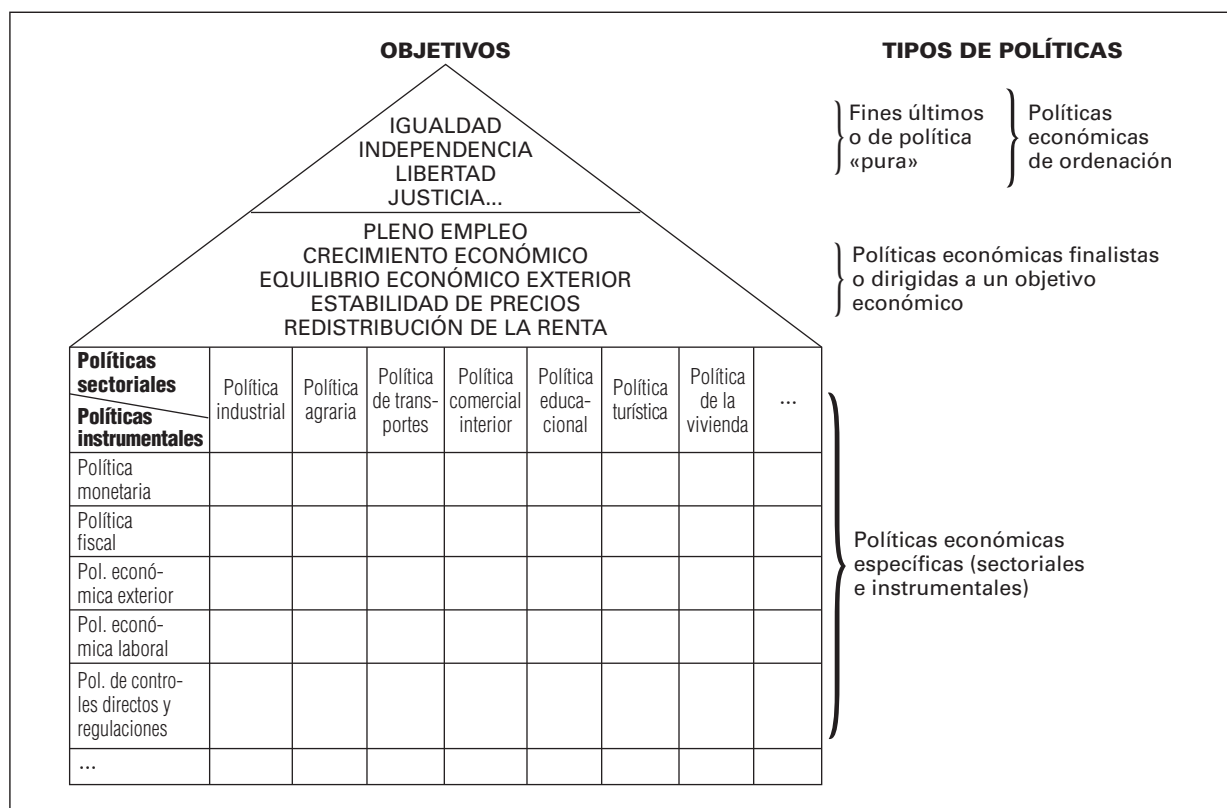 OBJETIVOS
IGUALDAD
INDEPENDENCIA
LIBERTAD
JUSTICIA...
PLENO EMPLEO
CRECIMIENTO ECONÓMICO
EQUILIBRIO ECONÓMICO EXTERIOR
ESTABILIDAD DE PRECIOS
REDISTRIBUCIÓN DE LA RENTA
TIPOS DE POLÍTICAS
Fines últimos
o de política
«pura»
Políticas
económicas
de ordenación
Políticas económicas finalistas
o dirigidas a un objetivo
económico
Políticas
sectoriales
Políticas
instrumentales
Política
industrial
Política
agraria
Política
de trans-
portes
Política
comercial
interior
Política
educa-
cional
Política
turística
Política
de la
vivienda
...
Política
monetaria
Política
fiscal
Pol. econó-
mica exterior
Pol. econó-
mica laboral
Pol. de contro-
les directos y
regulaciones
...
Políticas económicas
específicas (sectoriales
e instrumentales)